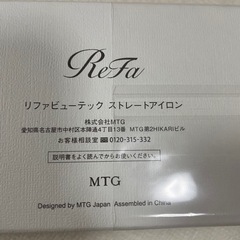 ReFa
リファビューテック ストレートアイロン
株式会社MTG
愛知県名古屋市中村区本陣通4丁目13番 MTG第2HIKARIビル
お客様相談室 0120-315-332
説明書をよく読んでからお使いください。
MTG
Designed by MTG Japan Assembled in China